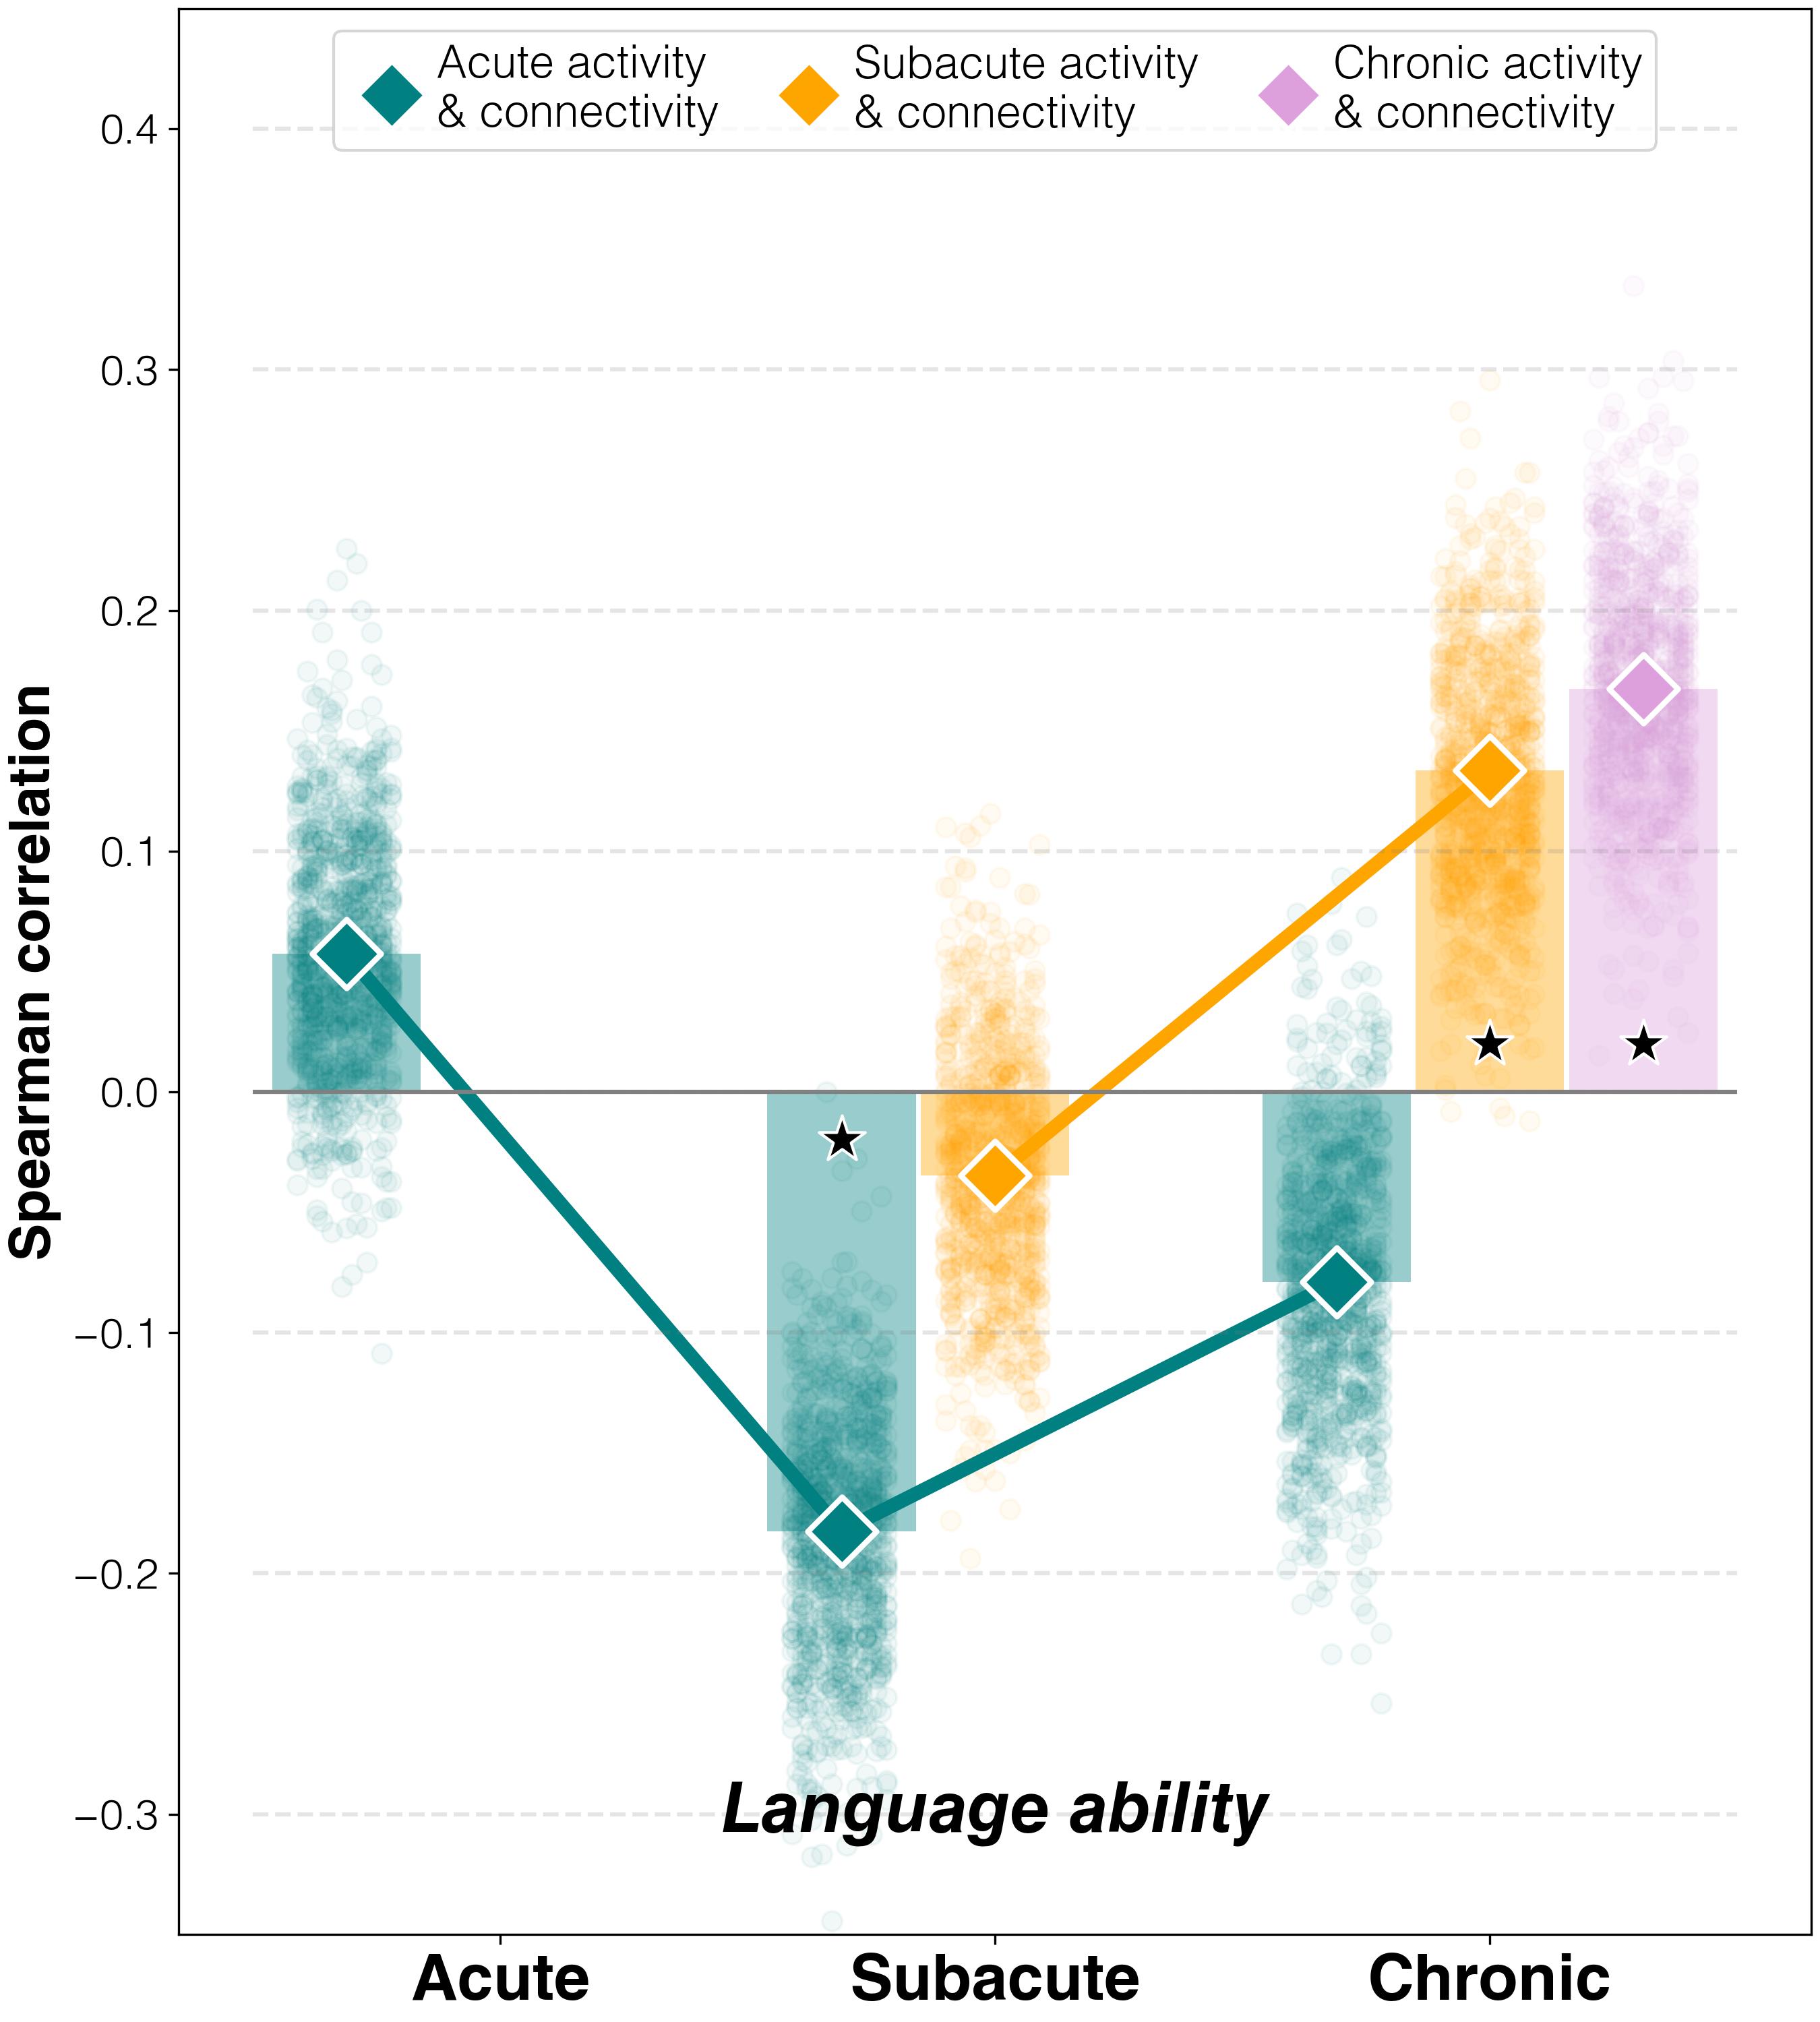 Acute activity
& connectivity
Subacute activity
& connectivity
Chronic activity
& connectivity
Spearman correlation
0.4
0.3
0.2
0.1
0.0
−0.1
−0.2
−0.3
Language ability
Acute
Subacute
Chronic